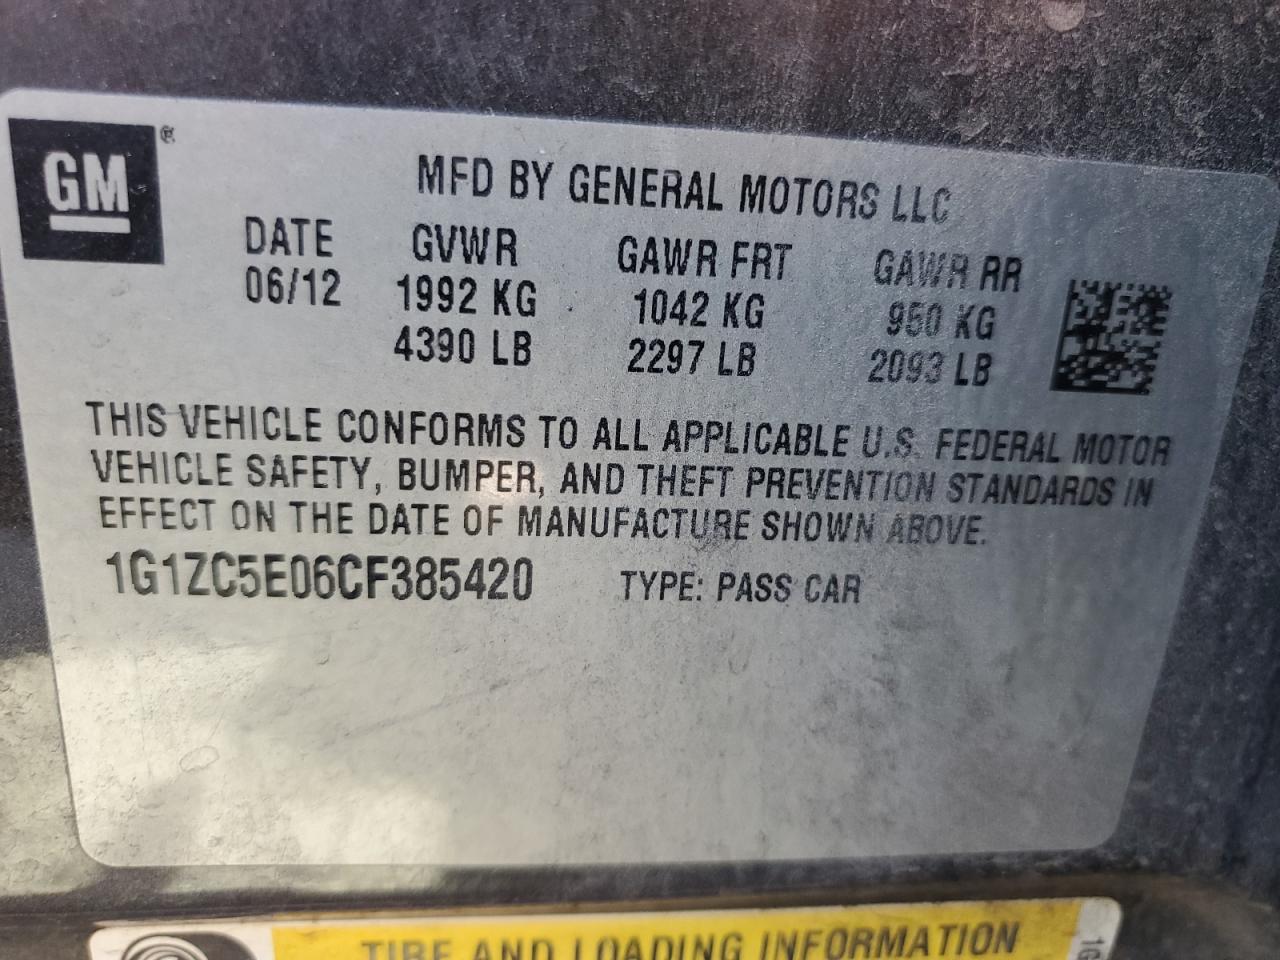 GM ®
MFD BY GENERAL MOTORS LLC
DATE GVWR GAWR FRT GAWR RR
06/12 1992 KG 1042 KG 950 KG
4390 LB 2297 LB 2093 LB
THIS VEHICLE CONFORMS TO ALL APPLICABLE U.S. FEDERAL MOTOR
VEHICLE SAFETY, BUMPER, AND THEFT PREVENTION STANDARDS IN
EFFECT ON THE DATE OF MANUFACTURE SHOWN ABOVE.
1G1ZC5E06CF385420 TYPE: PASS CAR
TIRE AND LOADING INFORMATION
1G